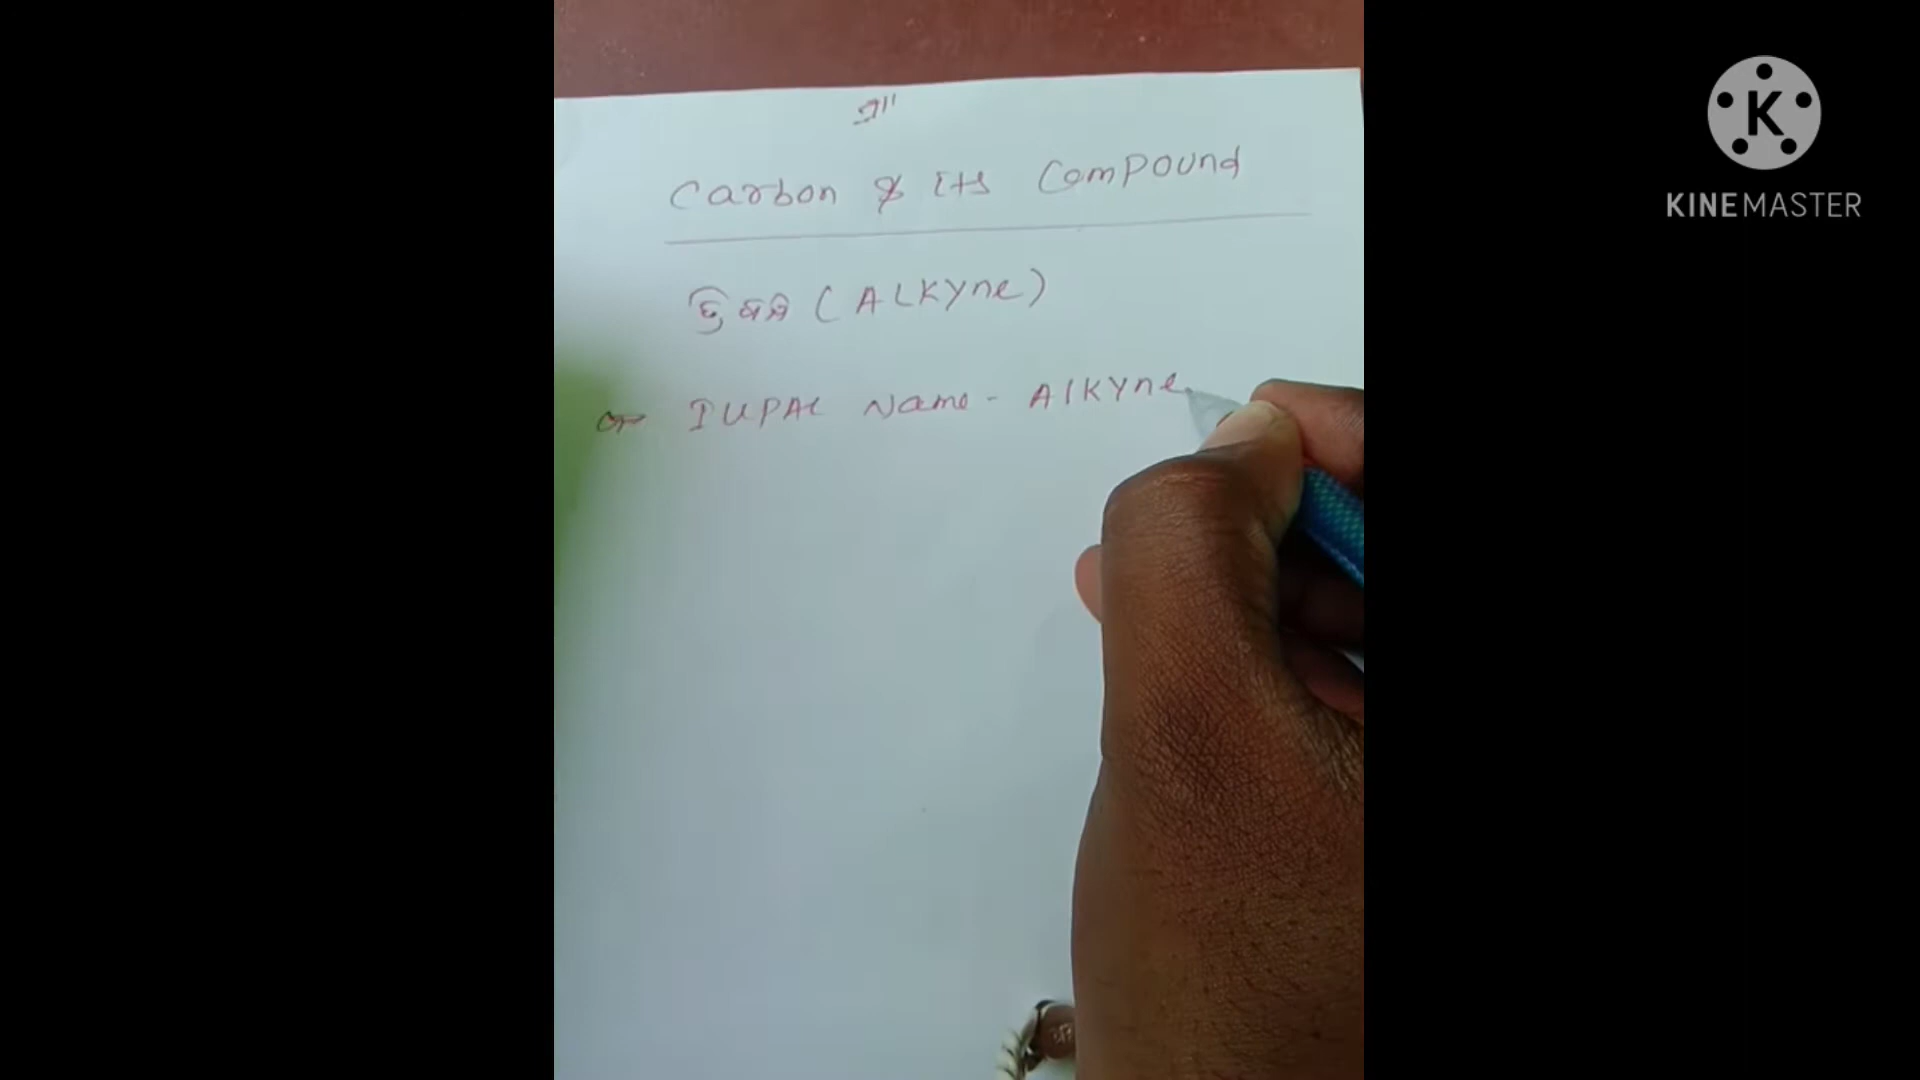 Carbon & Its Compound
(ALKyne)
IUPAC Name - AlKyne
K
KINEMASTER